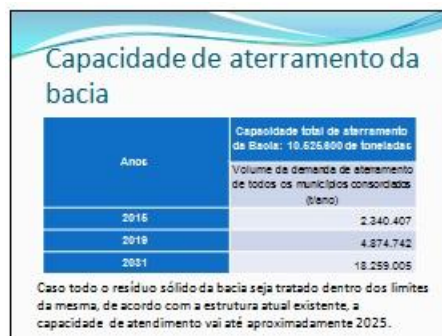 Capacidade de aterramento da
bacia
Anos
Capacidade total de aterramento
da Bacia: 10.626.600 de toneladas
Volume da demanda de aterramento
de todos os municípios consorciados
(t/ano)
2015 2.340.407
2019 4.874.742
2031 18.259.005
Caso todo o resíduo sólido da bacia seja tratado dentro dos limites
da mesma, de acordo com a estrutura atual existente, a
capacidade de atendimento vai até aproximadamente 2025.